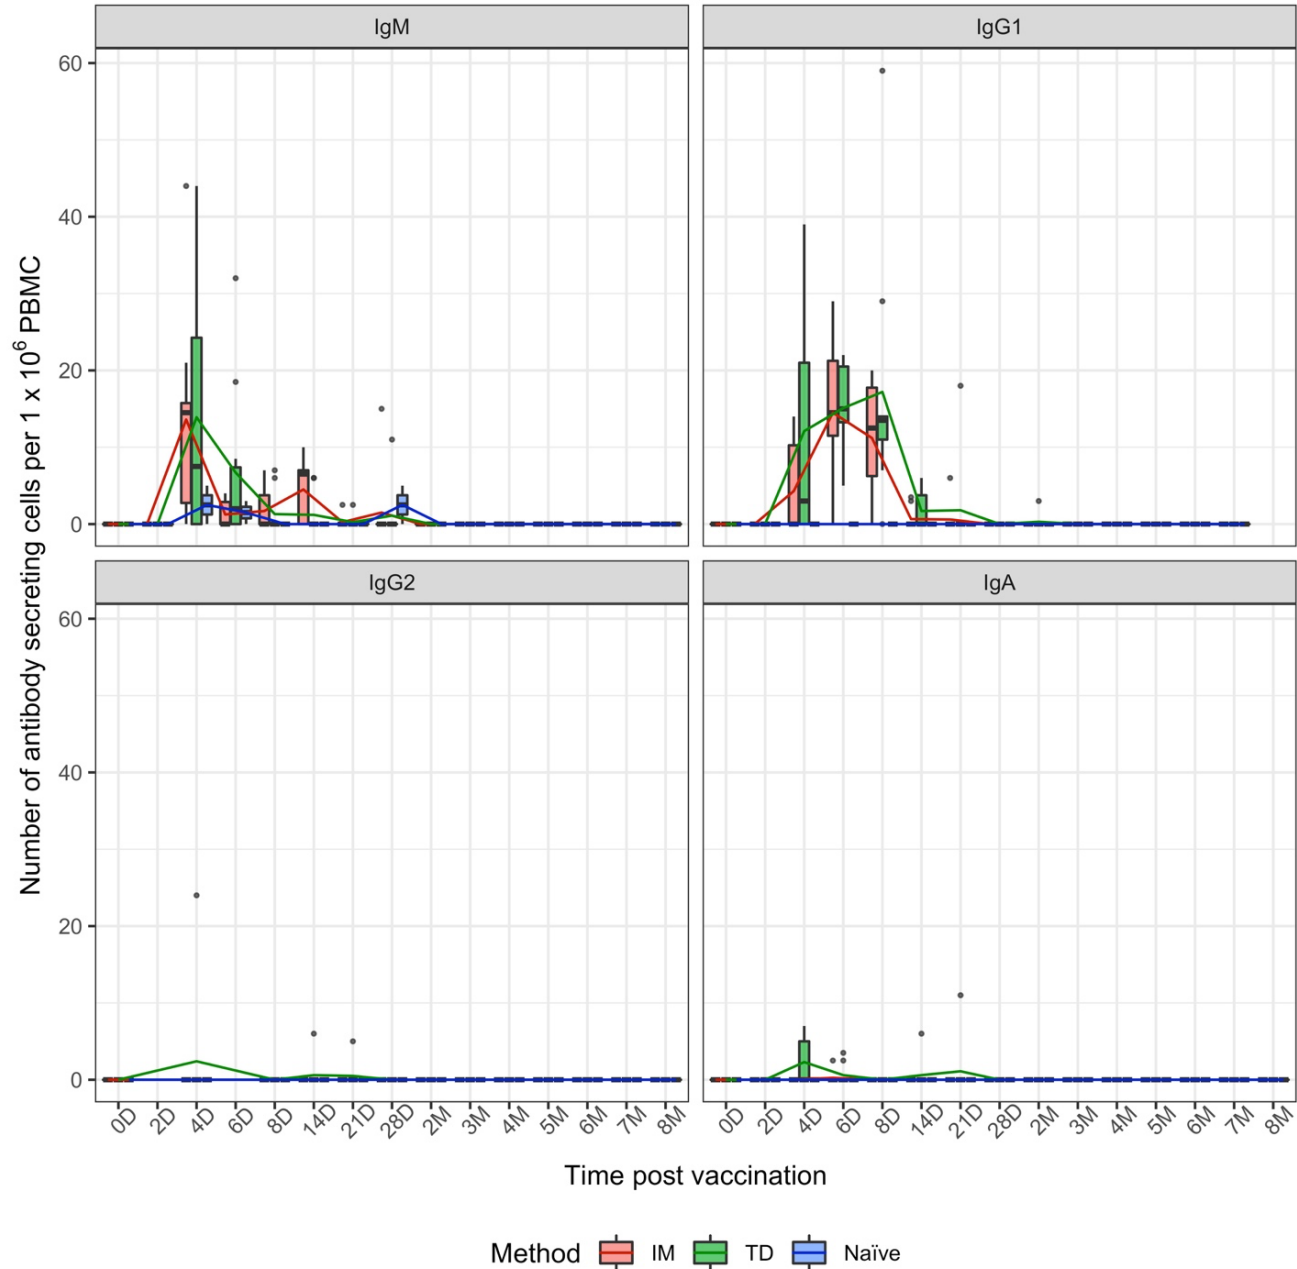 IgM
IgG1
60
40
20
0
IgG2
IgA
60
40
20
0
Number of antibody secreting cells per 1 x 10⁶ PBMC
0D 2D 4D 6D 8D 14D 21D 28D 2M 3M 4M 5M 6M 7M 8M
0D 2D 4D 6D 8D 14D 21D 28D 2M 3M 4M 5M 6M 7M 8M
Time post vaccination
Method IM TD Naïve